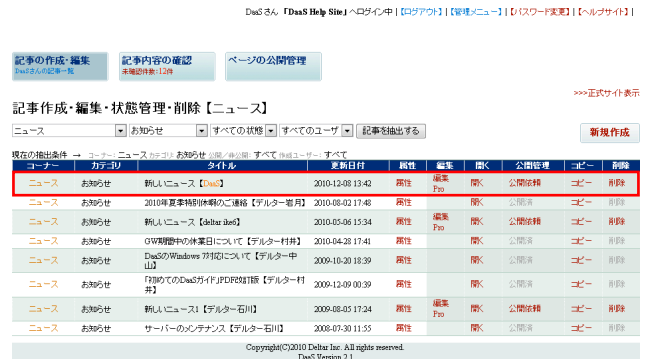 DaaSさん 「DaaS Help Site」へログイン中 | 【ログアウト】 | 【管理メニュー】 | 【パスワード変更】 | 【ヘルプサイト】 |
記事の作成・編集 記事内容の確認 ページの公開管理
DaaSさんの記事一覧 未確認件数:12件
>>>正式サイト表示
記事作成・編集・状態管理・削除【ニュース】
ニュース お知らせ すべての状態 すべてのユーザ 記事を抽出する 新規作成
現在の抽出条件 → コーナー: ニュース カテゴリ: お知らせ 公開/非公開: すべて 作成ユーザー: すべて
コーナー カテゴリ タイトル 更新日付 属性 編集 開く 公開管理 コピー 削除
ニュース お知らせ 新しいニュース【DaaS】 2010-12-08 13:42 属性 編集 Pro 開く 公開依頼 コピー 削除
ニュース お知らせ 2010年夏季特別休暇のご連絡【デルター岩月】 2010-08-02 17:48 属性 開く 公開済 コピー 削除
ニュース お知らせ 新しいニュース【deltar ike6】 2010-05-06 15:34 属性 編集 Pro 開く 公開依頼 コピー 削除
ニュース お知らせ GW期間中の休業日について【デルター村井】 2010-04-28 17:41 属性 開く 公開済 コピー 削除
ニュース お知らせ DaaSのWindows 7対応について【デルター中山】 2009-10-20 18:39 属性 開く 公開済 コピー 削除
ニュース お知らせ 「初めてのDaaSガイド」PDF改訂版【デルター村井】 2009-12-09 00:39 属性 開く 公開済 コピー 削除
ニュース お知らせ 新しいニュース1【デルター石川】 2009-08-05 17:24 属性 編集 Pro 開く 公開依頼 コピー 削除
ニュース お知らせ サーバーのメンテナンス【デルター石川】 2008-07-30 11:55 属性 開く 公開済 コピー 削除
Copyright(C)2010 Deltar Inc. All rights reserved.
DaaS Version 2.1